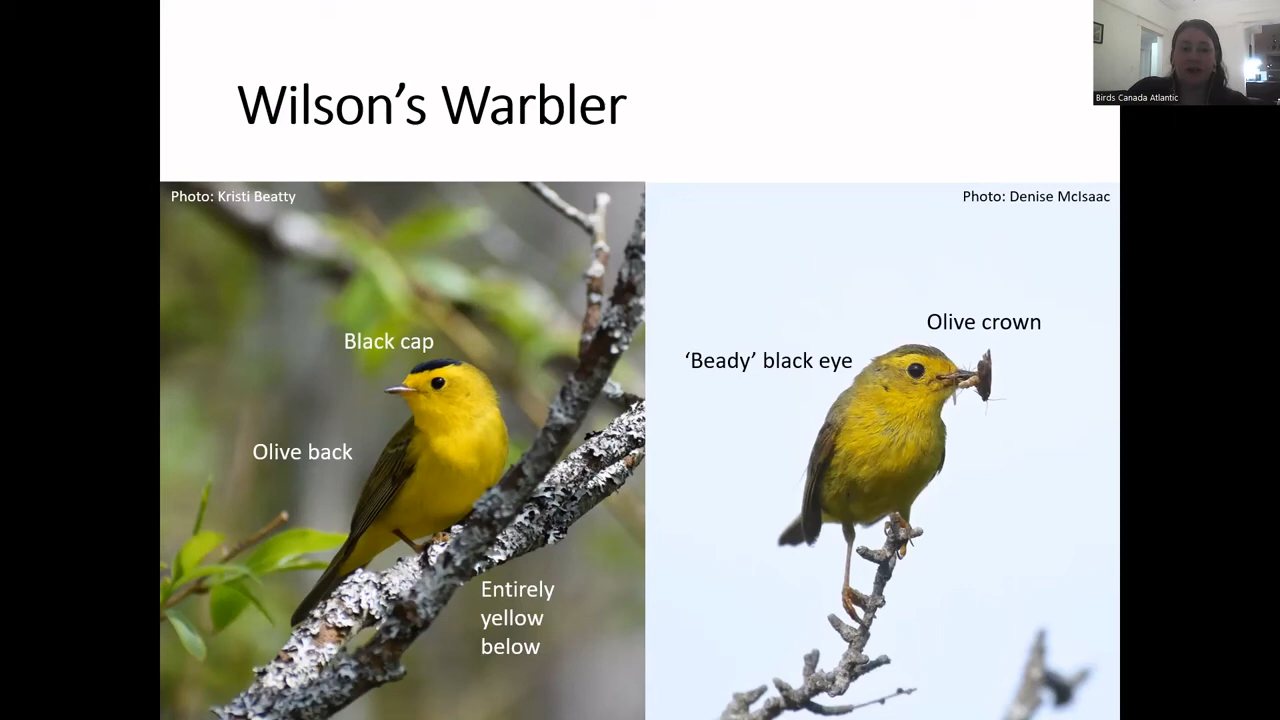 Wilson's Warbler
Birds Canada Atlantic
Photo: Kristi Beatty
Photo: Denise McIsaac
Black cap
Olive back
Entirely
yellow
below
Olive crown
‘Beady’ black eye